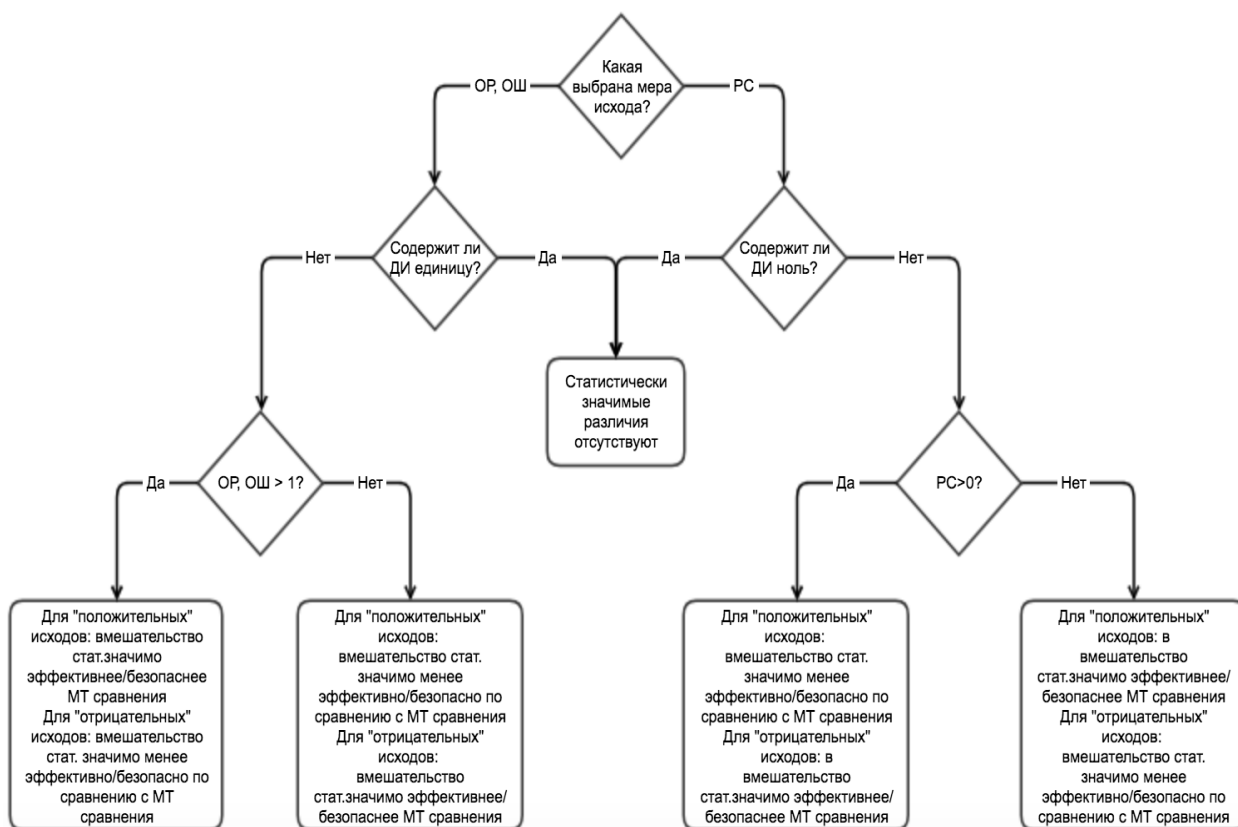 Какая
выбрана мера
исхода?
ОР, ОШ
РС
Содержит ли
ДИ единицу?
Содержит ли
ДИ ноль?
Нет
Да
Да
Нет
Статистически
значимые
различия
отсутствуют
ОР, ОШ > 1?
РС>0?
Да
Нет
Да
Нет
Для "положительных"
исходов: вмешательство
стат.значимо
эффективнее/безопаснее
МТ сравнения
Для "отрицательных"
исходов: вмешательство
стат. значимо менее
эффективно/безопасно по
сравнению с МТ
сравнения
Для "положительных"
исходов:
вмешательство стат.
значимо менее
эффективно/безопасно по
сравнению с МТ сравнения
Для "отрицательных"
исходов:
вмешательство
стат.значимо эффективнее/
безопаснее МТ сравнения
Для "положительных"
исходов:
вмешательство стат.
значимо менее
эффективно/безопасно по
сравнению с МТ сравнения
Для "отрицательных"
исходов: в
вмешательство
стат.значимо эффективнее/
безопаснее МТ сравнения
Для "положительных"
исходов: в
вмешательство
стат.значимо эффективнее/
безопаснее МТ сравнения
Для "отрицательных"
исходов:
вмешательство стат.
значимо менее
эффективно/безопасно по
сравнению с МТ сравнения